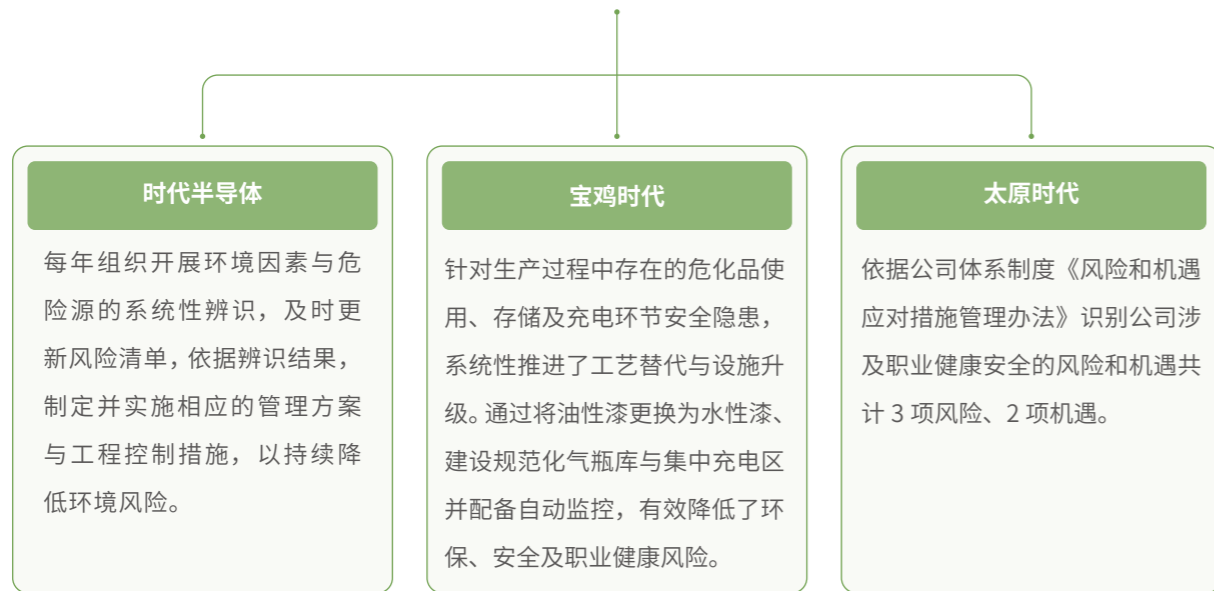 时代半导体
每年组织开展环境因素与危
险源的系统性辨识，及时更
新风险清单，依据辨识结果，
制定并实施相应的管理方案
与工程控制措施，以持续降
低环境风险。
宝鸡时代
针对生产过程中存在的危化品使
用、存储及充电环节安全隐患，
系统性推进了工艺替代与设施升
级。通过将油性漆更换为水性漆、
建设规范化气瓶库与集中充电区
并配备自动监控，有效降低了环
保、安全及职业健康风险。
太原时代
依据公司体系制度《风险和机遇
应对措施管理办法》识别公司涉
及职业健康安全的风险和机遇共
计 3 项风险、2 项机遇。